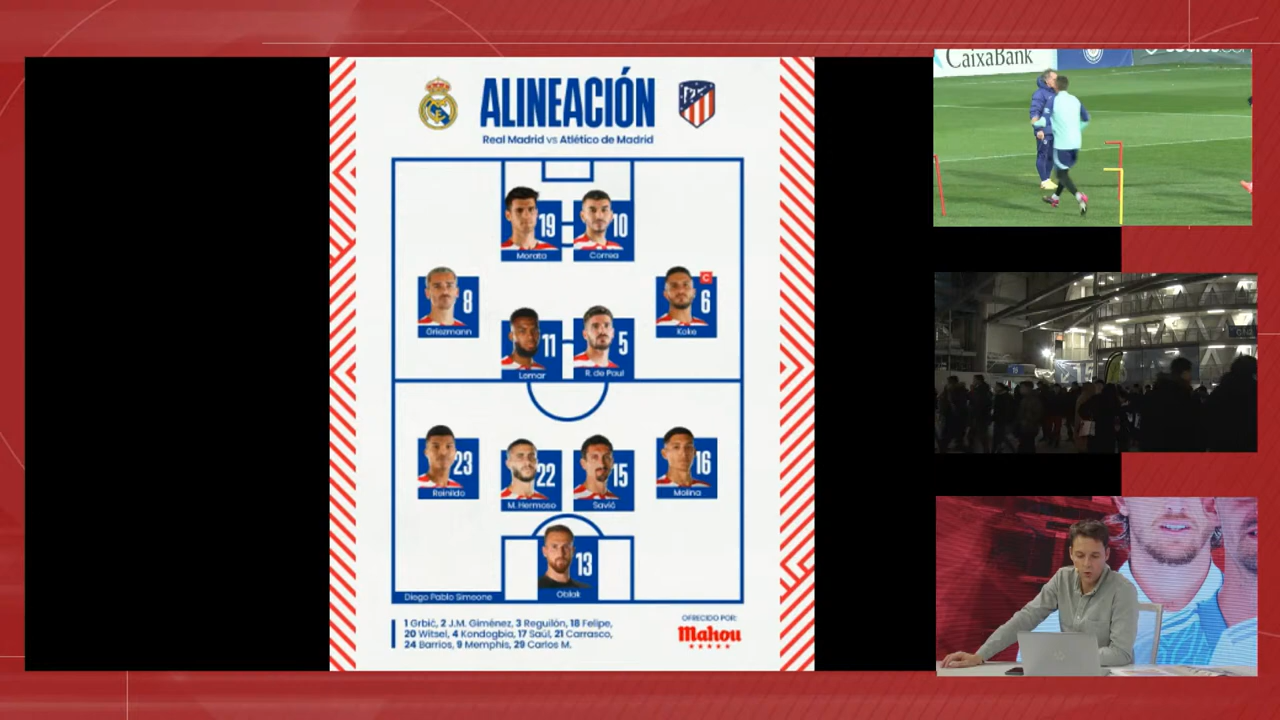 ALINEACIÓN
Real Madrid vs Atlético de Madrid
19
Morata
10
Correa
8
Griezmann
C
6
Koke
11
Lemar
5
R. de Paul
23
Reinildo
22
M. Hermoso
15
Savić
16
Molina
13
Oblak
Diego Pablo Simeone
1 Grbić, 2 J.M. Giménez, 3 Reguilón, 18 Felipe,
20 Witsel, 4 Kondogbia, 17 Saúl, 21 Carrasco,
24 Barrios, 9 Memphis, 29 Carlos M.
OFRECIDO POR:
Mahou
CaixaBank